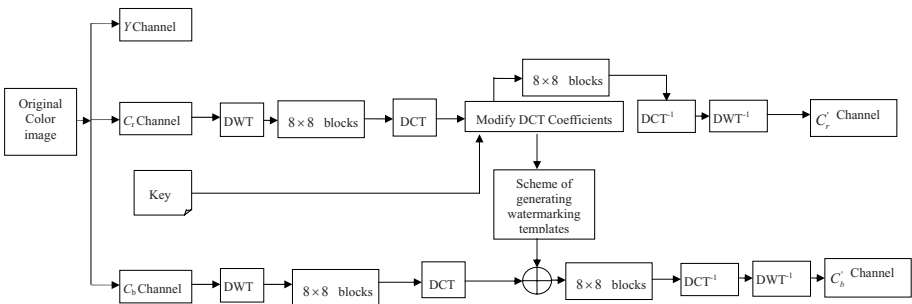 Y Channel
8×8 blocks
Original
Color
image
Cr Channel
DWT
8×8 blocks
DCT
Modify DCT Coefficients
DCT-1
DWT-1
C'r Channel
Key
Scheme of
generating
watermarking
templates
Cb Channel
DWT
8×8 blocks
DCT
8×8 blocks
DCT-1
DWT-1
C'b Channel